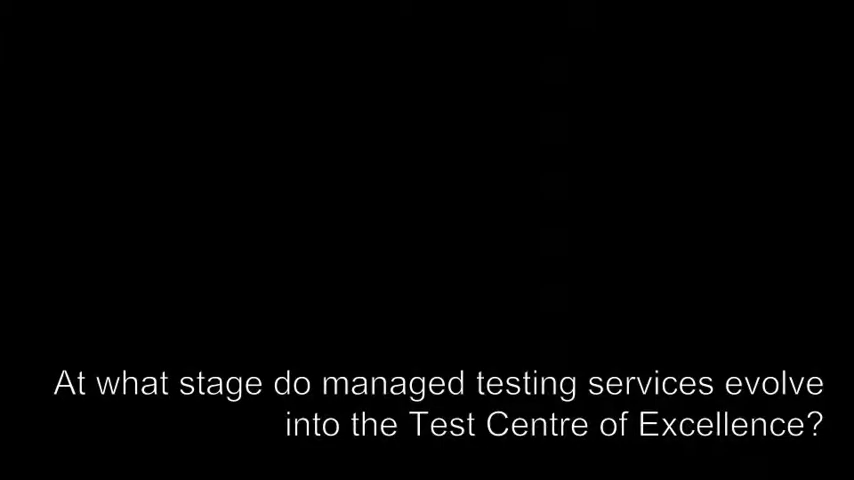 At what stage do managed testing services evolve
into the Test Centre of Excellence?